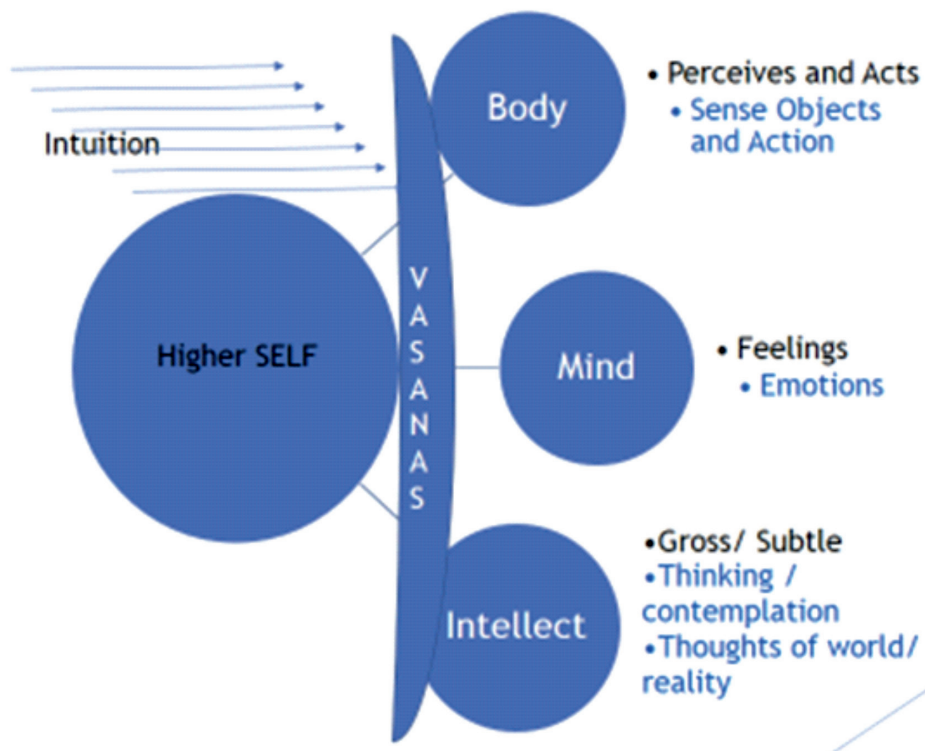 Intuition
Higher SELF
VASANAS
Body
• Perceives and Acts
• Sense Objects
and Action
Mind
• Feelings
• Emotions
Intellect
•Gross/ Subtle
•Thinking /
contemplation
•Thoughts of world/
reality